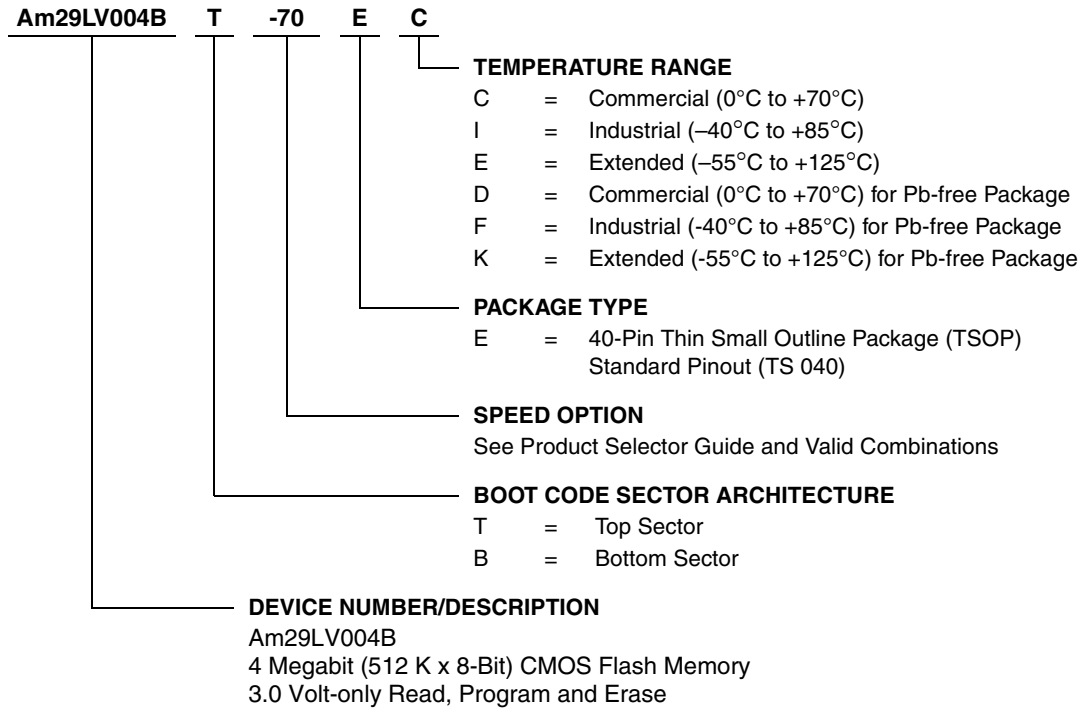 Am29LV004B T -70 E C
TEMPERATURE RANGE
C = Commercial (0°C to +70°C)
I = Industrial (–40°C to +85°C)
E = Extended (–55°C to +125°C)
D = Commercial (0°C to +70°C) for Pb-free Package
F = Industrial (-40°C to +85°C) for Pb-free Package
K = Extended (-55°C to +125°C) for Pb-free Package
PACKAGE TYPE
E = 40-Pin Thin Small Outline Package (TSOP)
Standard Pinout (TS 040)
SPEED OPTION
See Product Selector Guide and Valid Combinations
BOOT CODE SECTOR ARCHITECTURE
T = Top Sector
B = Bottom Sector
DEVICE NUMBER/DESCRIPTION
Am29LV004B
4 Megabit (512 K x 8-Bit) CMOS Flash Memory
3.0 Volt-only Read, Program and Erase